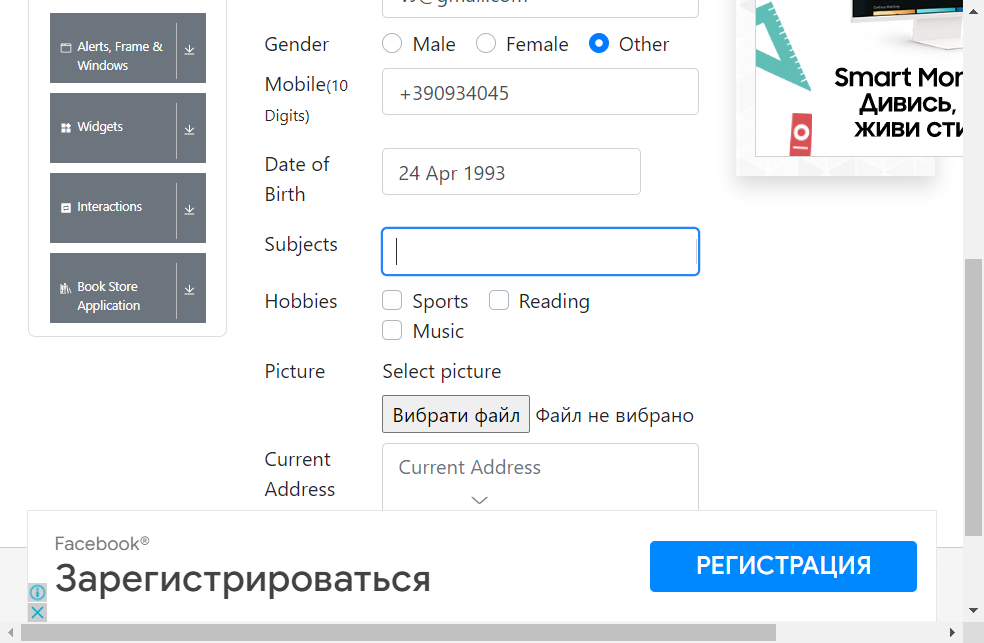 Alerts, Frame &
Windows
Widgets
Interactions
Book Store
Application
Gender
Male
Female
Other
Mobile(10
Digits)
+390934045
Date of
Birth
24 Apr 1993
Subjects
Hobbies
Sports
Reading
Music
Picture
Select picture
Вибрати файл
Файл не вибрано
Current
Address
Current Address
Smart Mor
Дивись,
живи сти
Facebook®
Зарегистрироваться
РЕГИСТРАЦИЯ